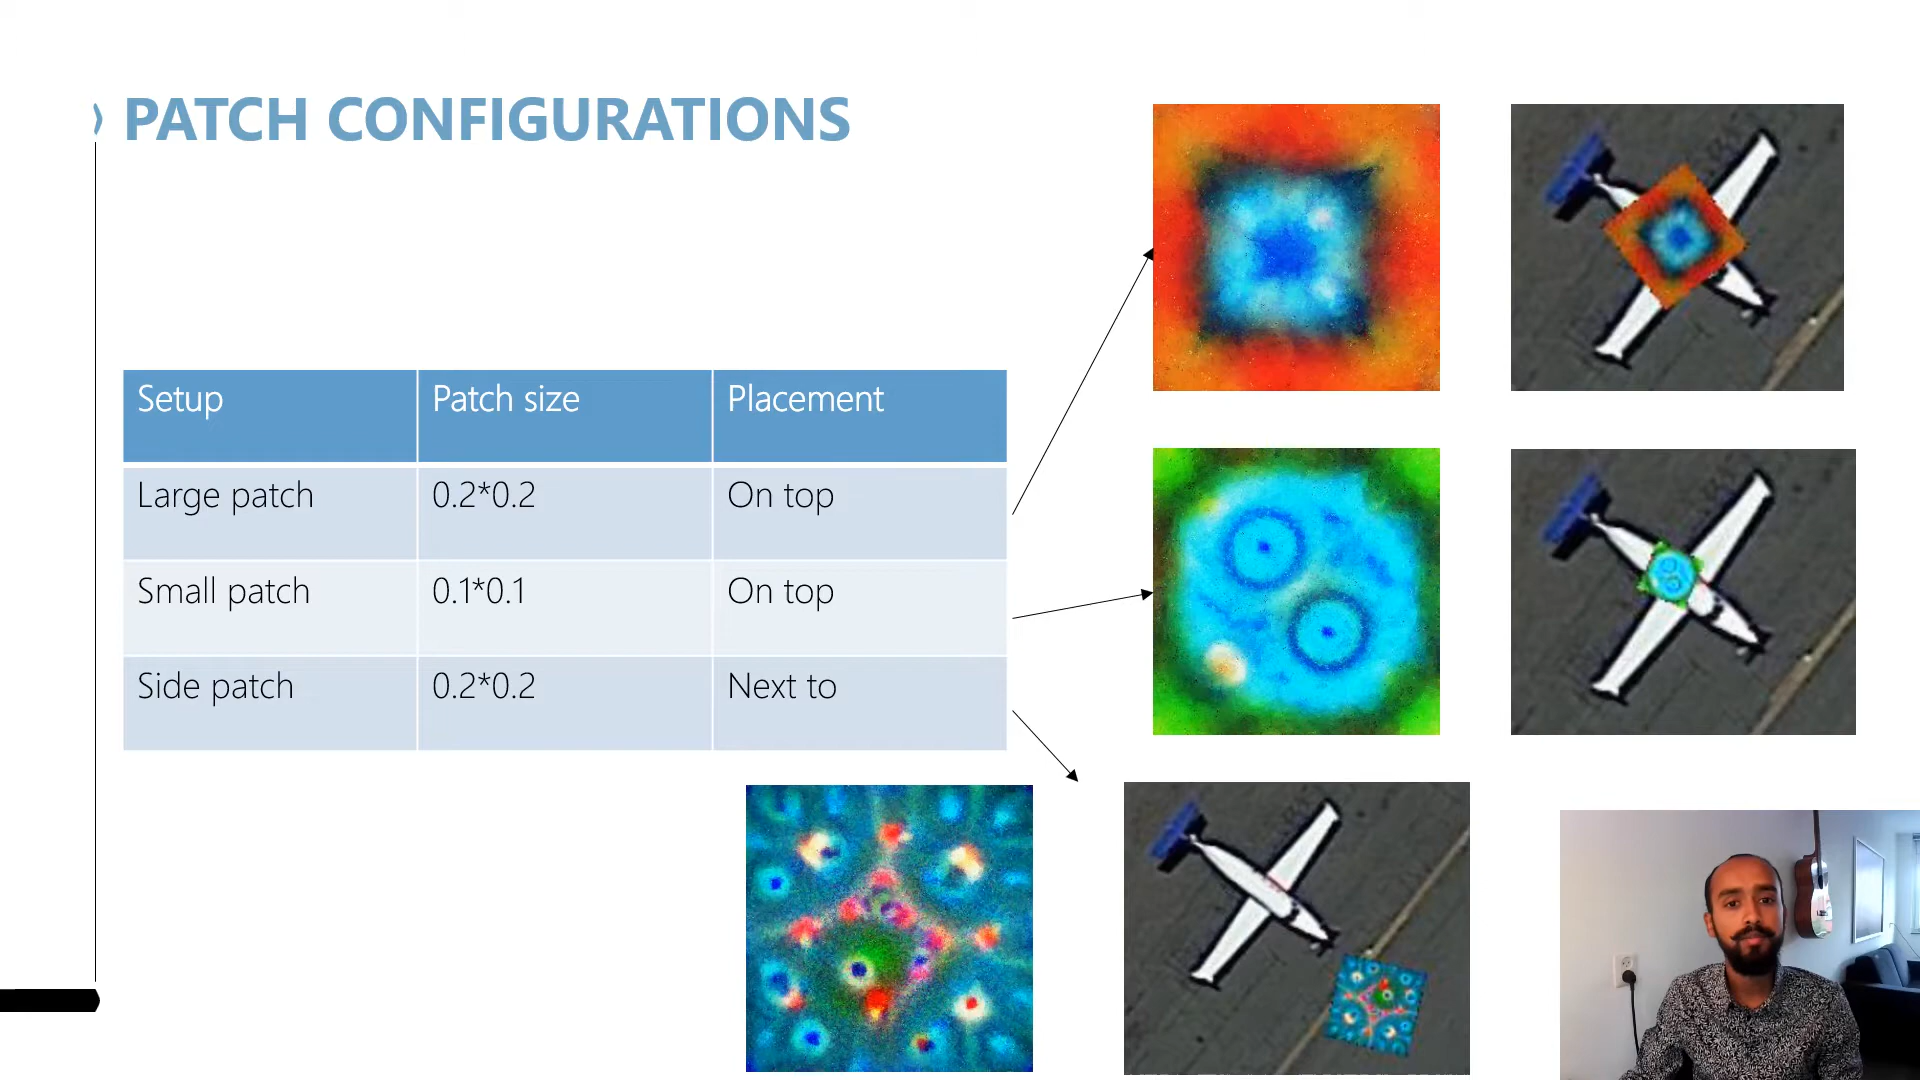 PATCH CONFIGURATIONS
Setup Patch size Placement
Large patch 0.2*0.2 On top
Small patch 0.1*0.1 On top
Side patch 0.2*0.2 Next to